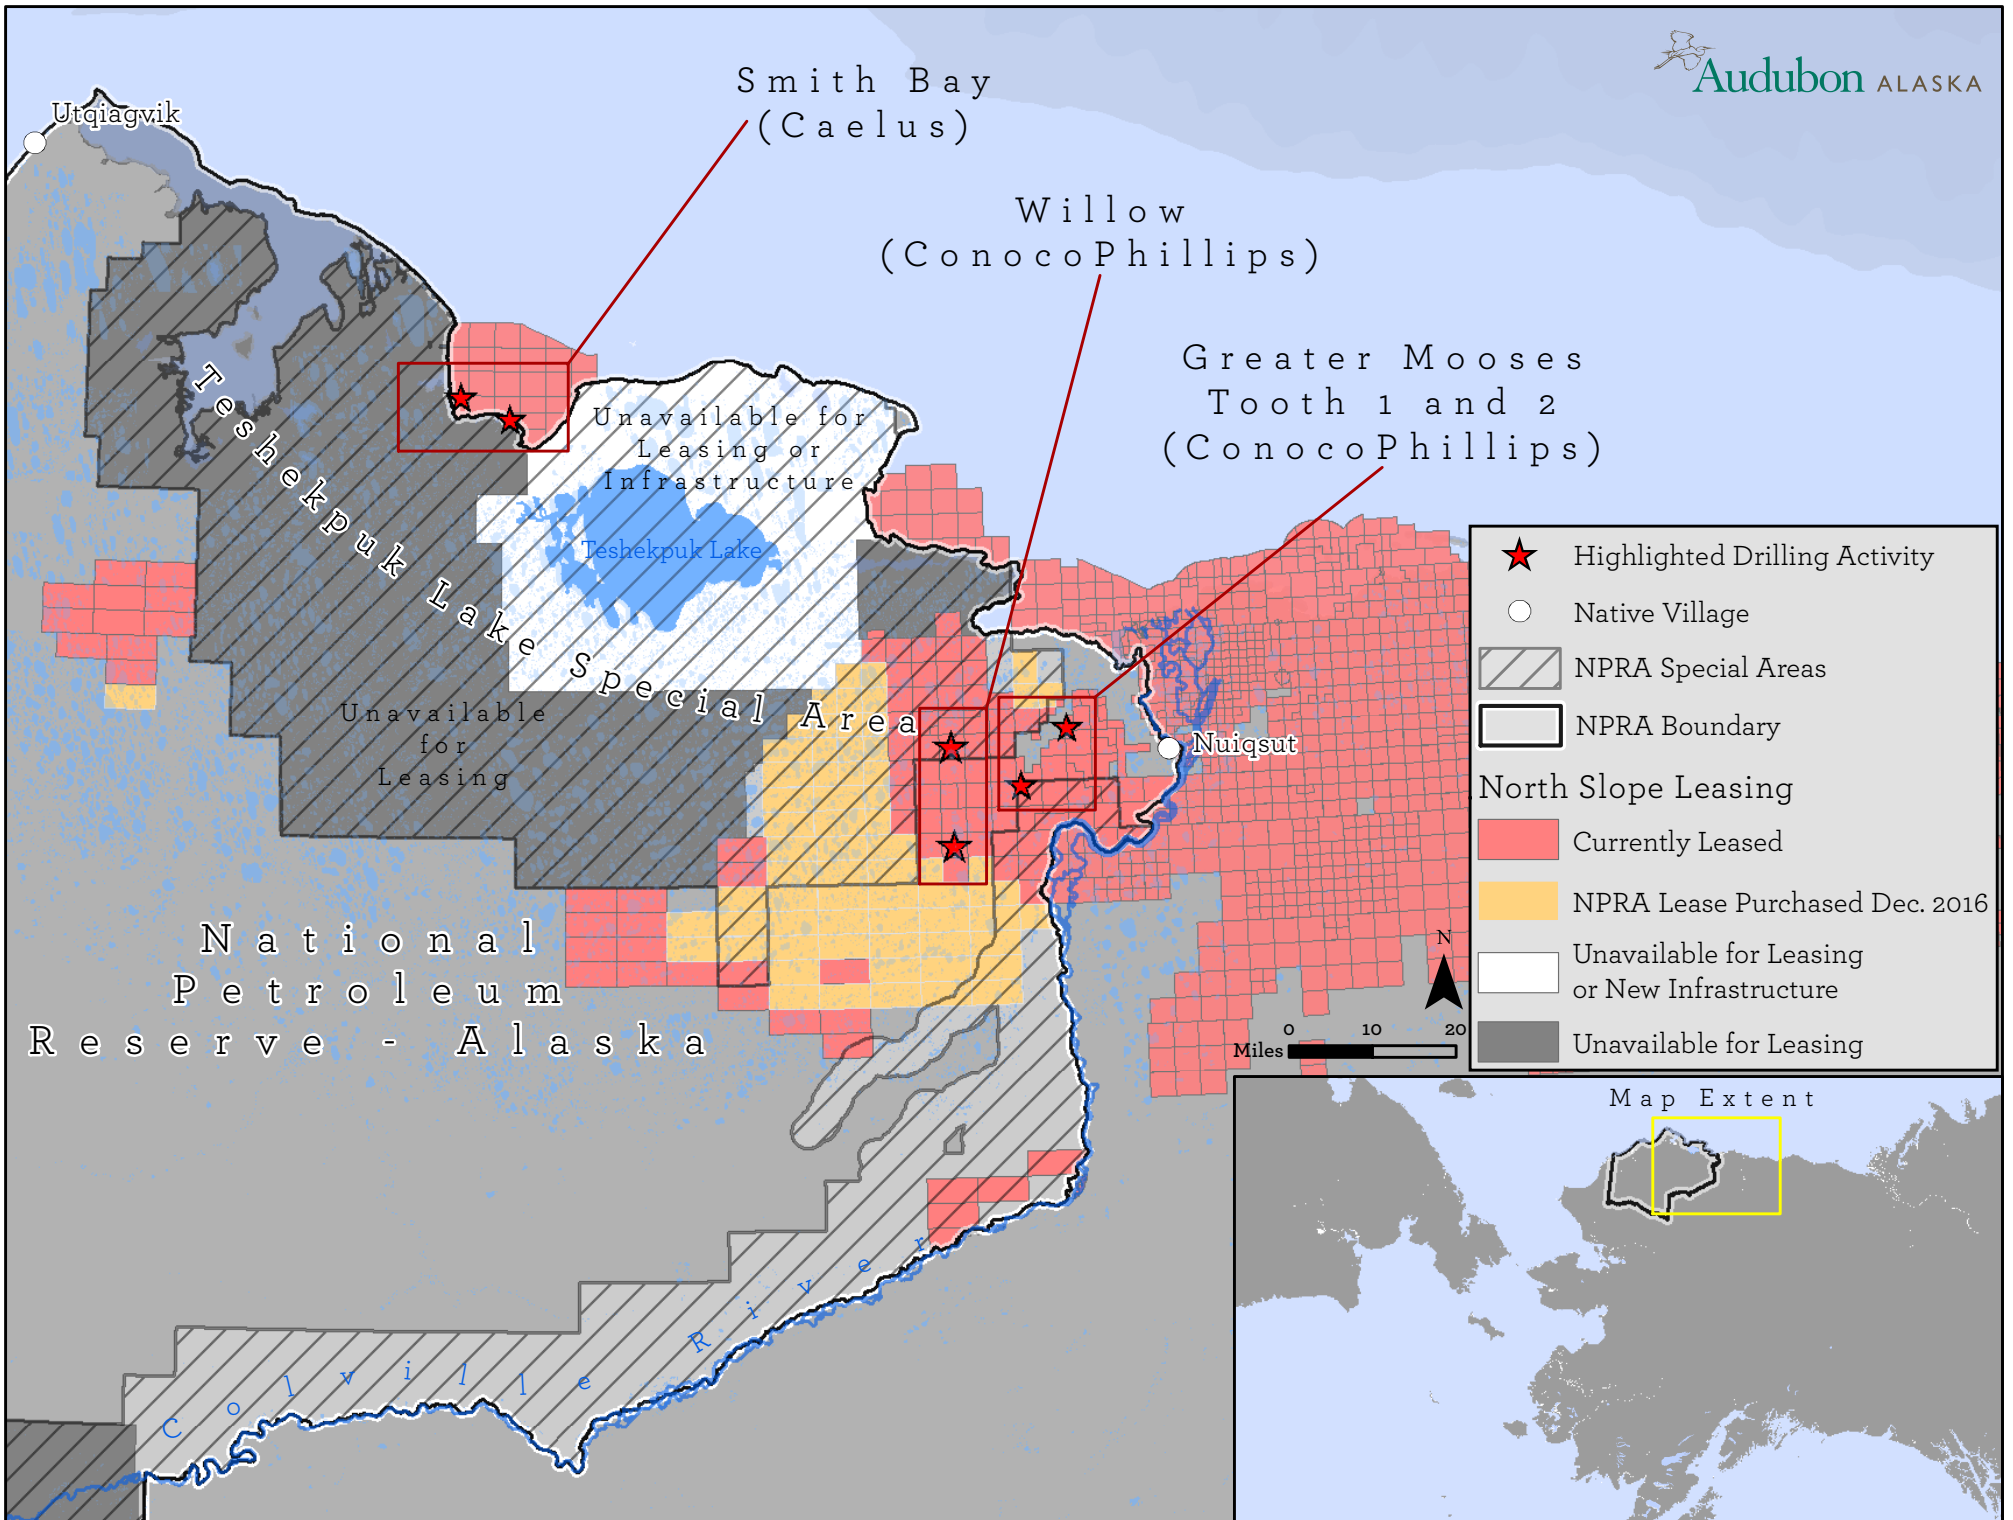 Audubon ALASKA
Utqiagvik
Smith Bay
(Caelus)
Willow
(ConocoPhillips)
Greater Mooses
Tooth 1 and 2
(ConocoPhillips)
Unavailable for
Leasing or
Infrastructure
Teshekpuk Lake
Teshekpuk Lake Special Area
Unavailable
for
Leasing
Nuiqsut
National
Petroleum
Reserve - Alaska
Colville River
Highlighted Drilling Activity
Native Village
NPRA Special Areas
NPRA Boundary
North Slope Leasing
Currently Leased
NPRA Lease Purchased Dec. 2016
Unavailable for Leasing
or New Infrastructure
Unavailable for Leasing
N
0 10 20
Miles
Map Extent